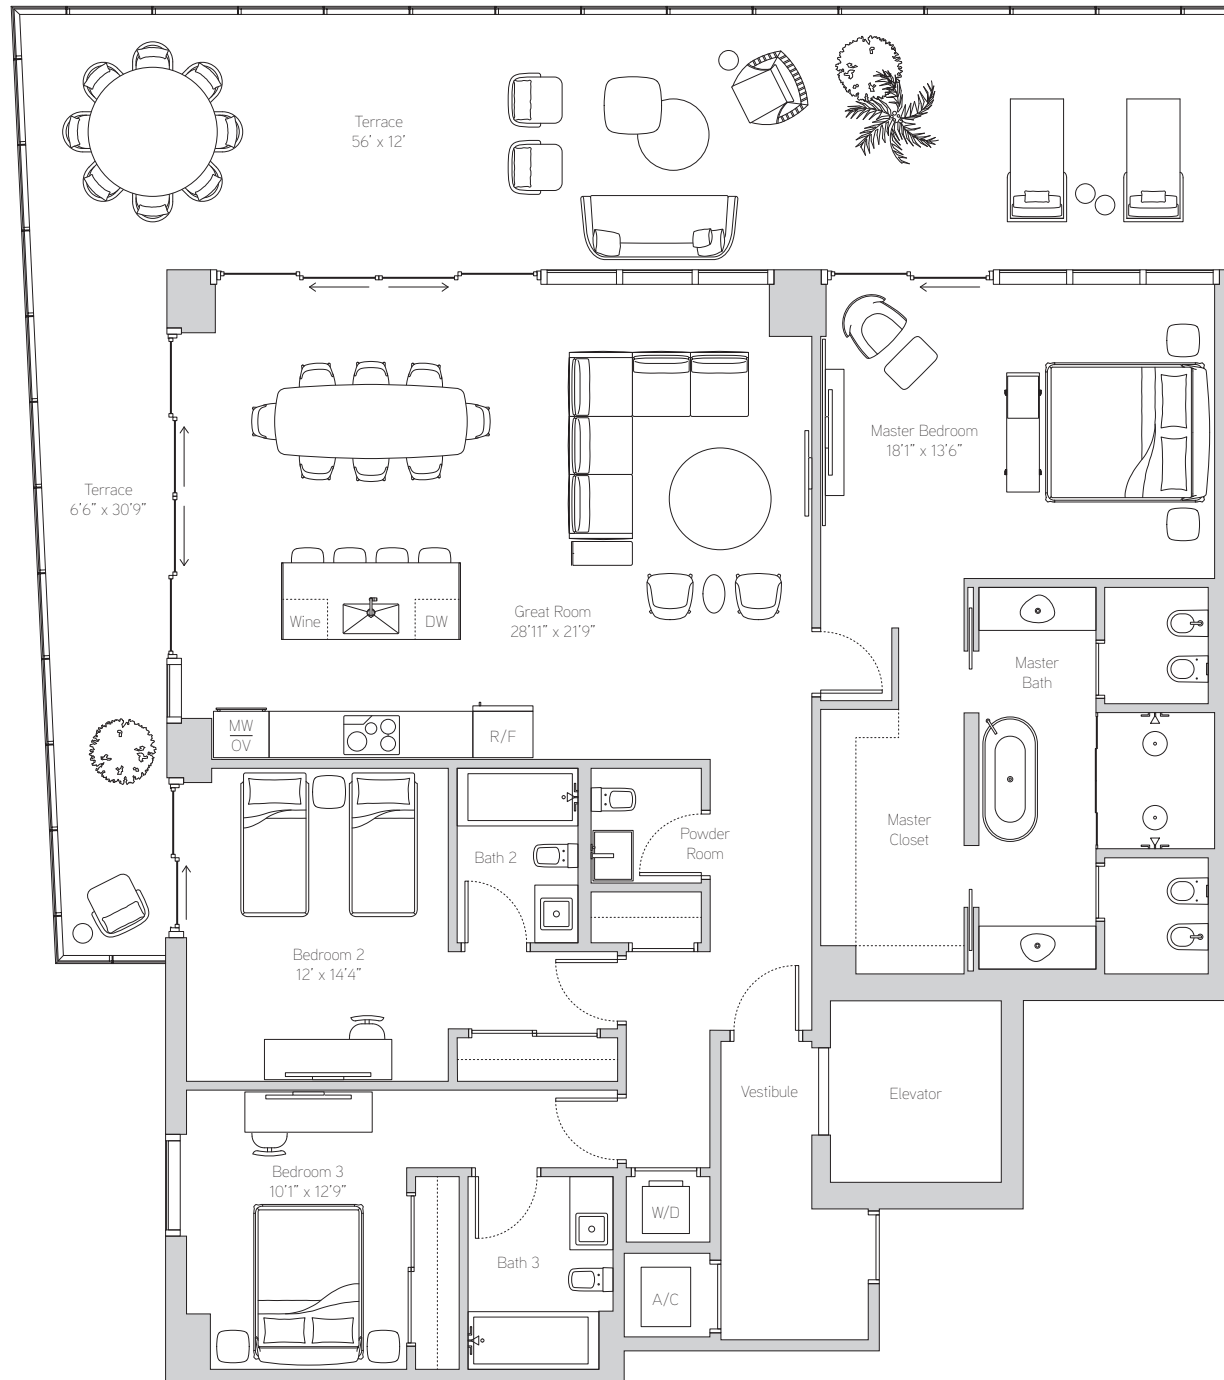 Terrace
56' x 12'
Master Bedroom
18'1" x 13'6"
Terrace
6'6" x 30'9"
Wine
DW
Great Room
28'11" x 21'9"
Master
Bath
MW
OV
R/F
Master
Closet
Powder
Room
Bath 2
Bedroom 2
12' x 14'4"
Vestibule
Elevator
Bedroom 3
10'1" x 12'9"
W/D
Bath 3
A/C